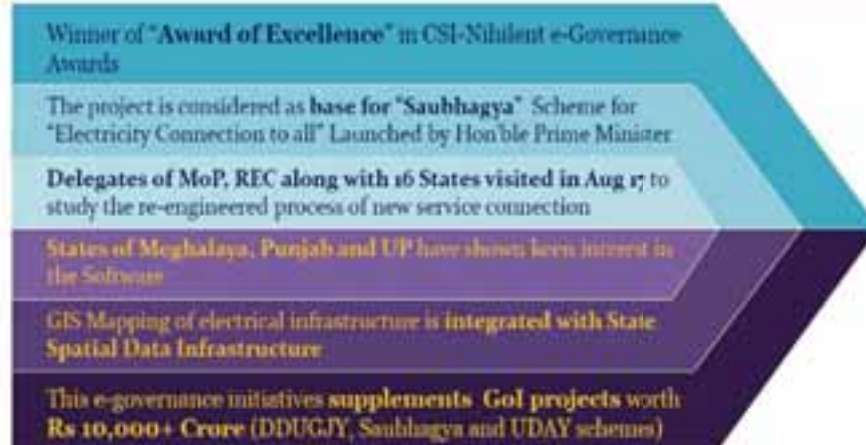 Winner of "Award of Excellence" in CSI-Nihilent e-Governance
Awards
The project is considered as base for "Saubhagya" Scheme for
"Electricity Connection to all" Launched by Hon'ble Prime Minister
Delegates of MoP, REC along with 16 States visited in Aug 17 to
study the re-engineered process of new service connection
States of Meghalaya, Punjab and UP have shown keen interest in
the Software
GIS Mapping of electrical infrastructure is integrated with State
Spatial Data Infrastructure
This e-governance initiatives supplements GoI projects worth
Rs 10,000+ Crore (DDUGJY, Saubhagya and UDAY schemes)